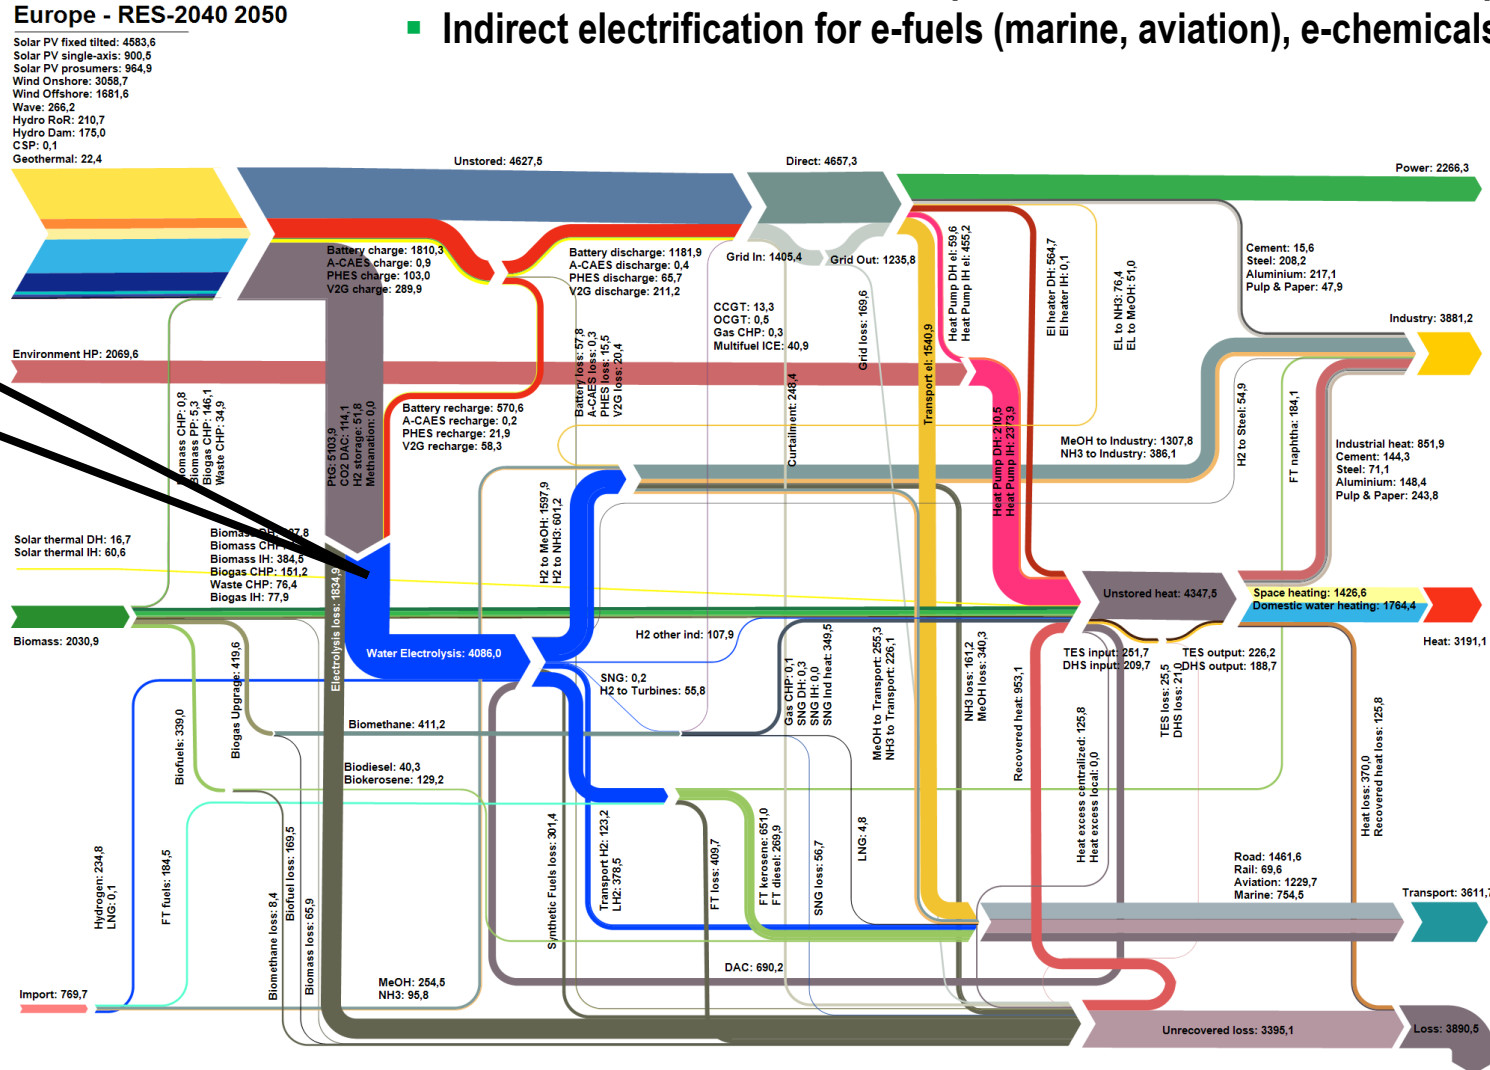 Europe - RES-2040 2050
Indirect electrification for e-fuels (marine, aviation), e-chemicals
Solar PV fixed tilted: 4583,6
Solar PV single-axis: 900,5
Solar PV prosumers: 964,9
Wind Onshore: 3058,7
Wind Offshore: 1681,6
Wave: 266,2
Hydro RoR: 210,7
Hydro Dam: 175,0
CSP: 0,1
Geothermal: 22,4
Unstored: 4627,5
Direct: 4657,3
Power: 2266,3
Battery charge: 1810,3
A-CAES charge: 0,9
PHES charge: 103,0
V2G charge: 289,9
Battery discharge: 1181,9
A-CAES discharge: 0,4
PHES discharge: 65,7
V2G discharge: 211,2
Grid In: 1405,4
Grid Out: 1235,8
Heat Pump DH el: 59,6
Heat Pump IH el: 455,2
El heater DH: 564,7
El heater IH: 0,1
EL to NH3: 76,4
EL to MeOH: 51,0
Cement: 15,6
Steel: 208,2
Aluminium: 217,1
Pulp & Paper: 47,9
Industry: 3881,2
CCGT: 13,3
OCGT: 0,5
Gas CHP: 0,3
Multifuel ICE: 40,9
Grid loss: 169,6
Transport el: 1540,9
Environment HP: 2069,6
Battery loss: 57,8
A-CAES loss: 0,3
PHES loss: 15,5
V2G loss: 20,4
Curtailment: 248,4
Biomass CHP: 0,8
Biomass PP: 5,3
Biogas CHP: 146,1
Waste CHP: 34,9
PtG: 5103,9
CO2 DAC: 114,1
H2 storage: 51,8
Methanation: 0,0
Battery recharge: 570,6
A-CAES recharge: 0,2
PHES recharge: 21,9
V2G recharge: 58,3
Heat Pump DH: 210,5
Heat Pump IH: 2373,9
MeOH to Industry: 1307,8
NH3 to Industry: 386,1
H2 to Steel: 54,9
FT naphtha: 184,1
Industrial heat: 851,9
Cement: 144,3
Steel: 71,1
Aluminium: 148,4
Pulp & Paper: 243,8
Solar thermal DH: 16,7
Solar thermal IH: 60,6
Biomass
Biomass
Biomass IH: 384,5
Biogas CHP: 151,2
Waste CHP: 76,4
Biogas IH: 77,9
H2 to MeOH: 1597,9
H2 to NH3: 601,2
Unstored heat: 4347,5
Space heating: 1426,6
Domestic water heating: 1764,4
Heat: 3191,1
Biomass: 2030,9
Electrolysis loss: 1834,9
Water Electrolysis: 4086,0
H2 other ind: 107,9
TES input: 251,7
DHS input: 209,7
TES output: 226,2
DHS output: 188,7
TES loss: 25,5
DHS loss: 21,0
SNG: 0,2
H2 to Turbines: 55,8
Gas CHP: 0,1
SNG DH: 0,3
SNG IH: 0,0
SNG Ind heat: 349,5
MeOH to Transport: 255,3
NH3 to Transport: 226,1
NH3 loss: 161,2
MeOH loss: 340,3
Recovered heat: 953,1
Heat excess centralized: 125,8
Heat excess local: 0,0
Heat loss: 370,0
Recovered heat loss: 125,8
Biofuels: 339,0
Biogas Upgrage: 419,6
Biomethane: 411,2
Biodiesel: 40,3
Biokerosene: 129,2
Hydrogen: 234,8
LNG: 0,1
FT fuels: 184,5
Biomethane loss: 8,4
Biofuel loss: 169,5
Biomass loss: 65,9
Synthetic Fuels loss: 301,4
Transport H2: 123,2
LH2: 378,5
FT loss: 409,7
FT kerosene: 651,0
FT diesel: 269,9
SNG loss: 56,7
LNG: 4,8
Road: 1461,6
Rail: 69,6
Aviation: 1229,7
Marine: 754,5
Transport: 3611,7
DAC: 690,2
MeOH: 254,5
NH3: 95,8
Import: 769,7
Unrecovered loss: 3395,1
Loss: 3890,5